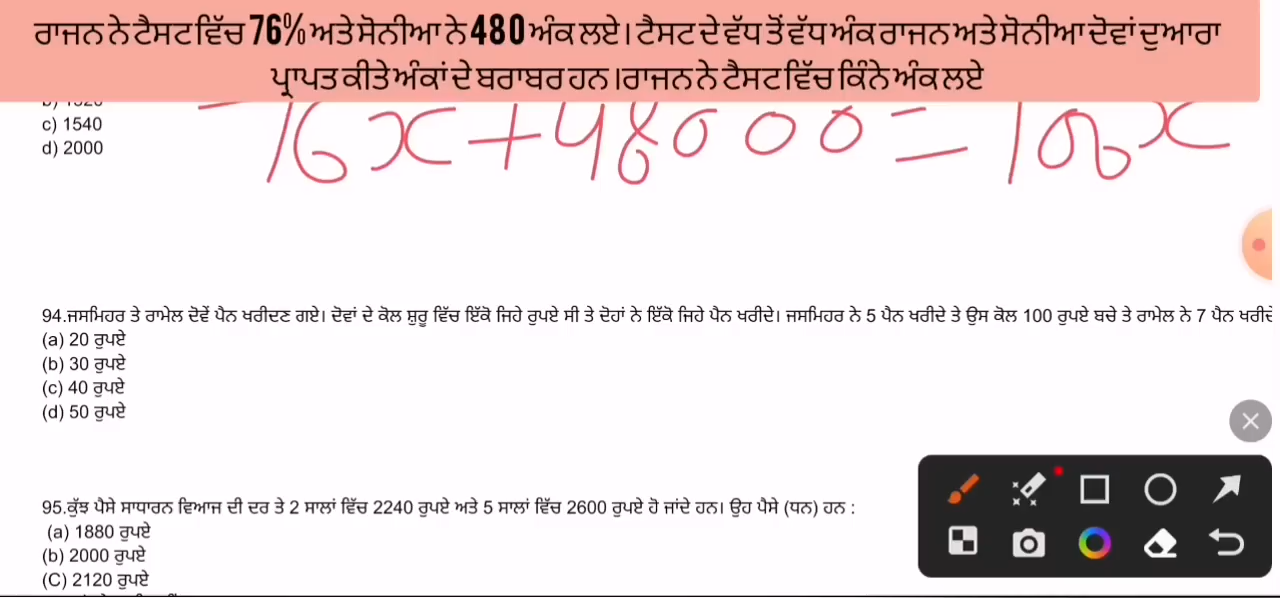 ਰਾਜਨ ਨੇ ਟੈਸਟ ਵਿੱਚ 76% ਅਤੇ ਸੋਨੀਆ ਨੇ 480 ਅੰਕ ਲਏ। ਟੈਸਟ ਦੇ ਵੱਧ ਤੋਂ ਵੱਧ ਅੰਕ ਰਾਜਨ ਅਤੇ ਸੋਨੀਆ ਦੋਵਾਂ ਦੁਆਰਾ
ਪ੍ਰਾਪਤ ਕੀਤੇ ਅੰਕਾਂ ਦੇ ਬਰਾਬਰ ਹਨ ।ਰਾਜਨ ਨੇ ਟੈਸਟ ਵਿੱਚ ਕਿੰਨੇ ਅੰਕ ਲਏ
c) 1540
d) 2000
76x+48000=100x
94.ਜਸਮਿਹਰ ਤੇ ਰਾਮੇਲ ਦੋਵੇਂ ਪੈਨ ਖਰੀਦਣ ਗਏ। ਦੋਵਾਂ ਦੇ ਕੋਲ ਸ਼ੁਰੂ ਵਿੱਚ ਇੱਕੋ ਜਿਹੇ ਰੁਪਏ ਸੀ ਤੇ ਦੋਹਾਂ ਨੇ ਇੱਕੋ ਜਿਹੇ ਪੈਨ ਖਰੀਦੇ। ਜਸਮਿਹਰ ਨੇ 5 ਪੈਨ ਖਰੀਦੇ ਤੇ ਉਸ ਕੋਲ 100 ਰੁਪਏ ਬਚੇ ਤੇ ਰਾਮੇਲ ਨੇ 7 ਪੈਨ ਖਰੀਦੇ
(a) 20 ਰੁਪਏ
(b) 30 ਰੁਪਏ
(c) 40 ਰੁਪਏ
(d) 50 ਰੁਪਏ
95.ਕੁੱਝ ਪੈਸੇ ਸਾਧਾਰਨ ਵਿਆਜ ਦੀ ਦਰ ਤੇ 2 ਸਾਲਾਂ ਵਿੱਚ 2240 ਰੁਪਏ ਅਤੇ 5 ਸਾਲਾਂ ਵਿੱਚ 2600 ਰੁਪਏ ਹੋ ਜਾਂਦੇ ਹਨ। ਉਹ ਪੈਸੇ (ਧਨ) ਹਨ :
(a) 1880 ਰੁਪਏ
(b) 2000 ਰੁਪਏ
(C) 2120 ਰੁਪਏ